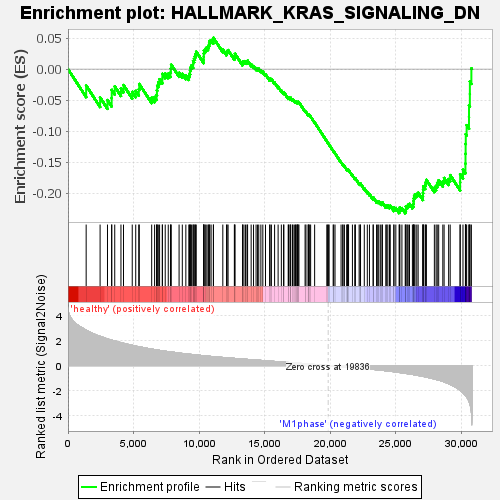 Enrichment plot: HALLMARK_KRAS_SIGNALING_DN
Enrichment score (ES)
0.05
0.00
-0.05
-0.10
-0.15
-0.20
'healthy' (positively correlated)
Ranked list metric (Signal2Noise)
4
2
0
-2
-4
Zero cross at 19836
'M1phase' (negatively correlated)
0
5,000
10,000
15,000
20,000
25,000
30,000
Rank in Ordered Dataset
Enrichment profile
Hits
Ranking metric scores